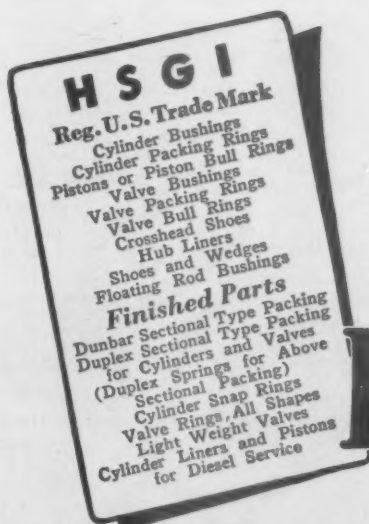 HSGI
Reg. U.S. Trade Mark
Cylinder Bushings
Cylinder Packing Rings
Pistons or Piston Bull Rings
Valve Bushings
Valve Packing Rings
Valve Bull Rings
Crosshead Shoes
Hub Liners
Shoes and Wedges
Floating Rod Bushings
Finished Parts
Dunbar Sectional Type Packing
Duplex Sectional Type Packing
for Cylinders and Valves
(Duplex Springs for Above
Sectional Packing)
Cylinder Snap Rings
Valve Rings, All Shapes
Light Weight Valves
Cylinder Liners and Pistons
for Diesel Service